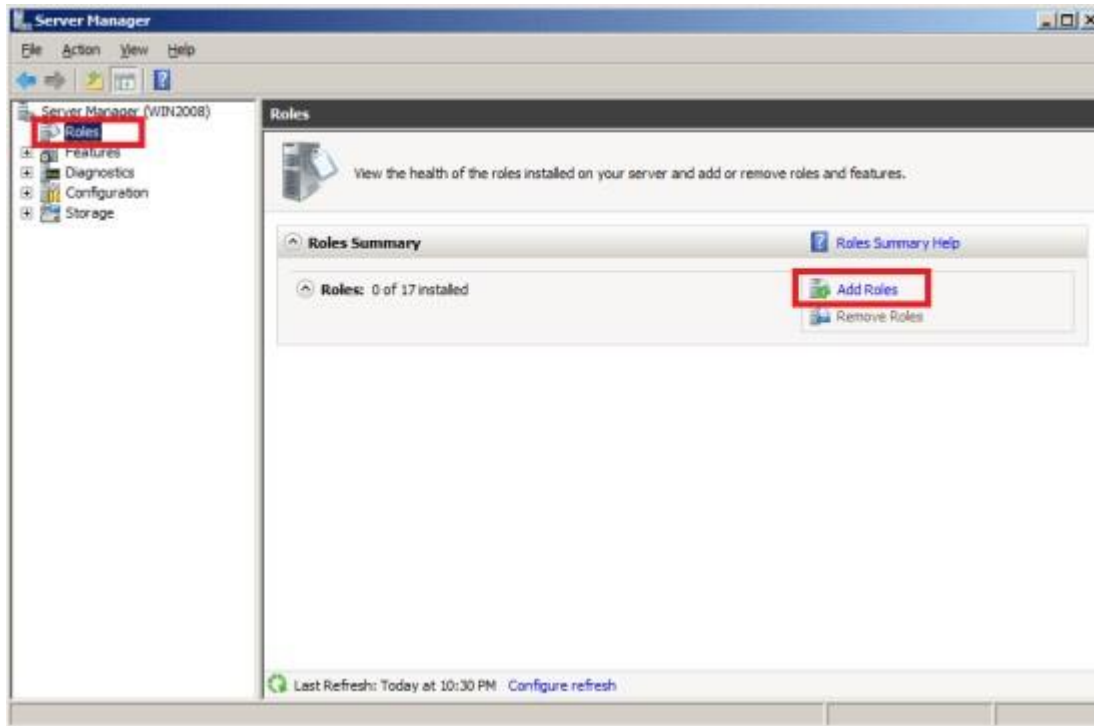 Server Manager
File Action View Help
Server Manager (WIN2008)
Roles
Features
Diagnostics
Configuration
Storage
Roles
View the health of the roles installed on your server and add or remove roles and features.
Roles Summary
Roles Summary Help
Roles: 0 of 17 installed
Add Roles
Remove Roles
Last Refresh: Today at 10:30 PM Configure refresh